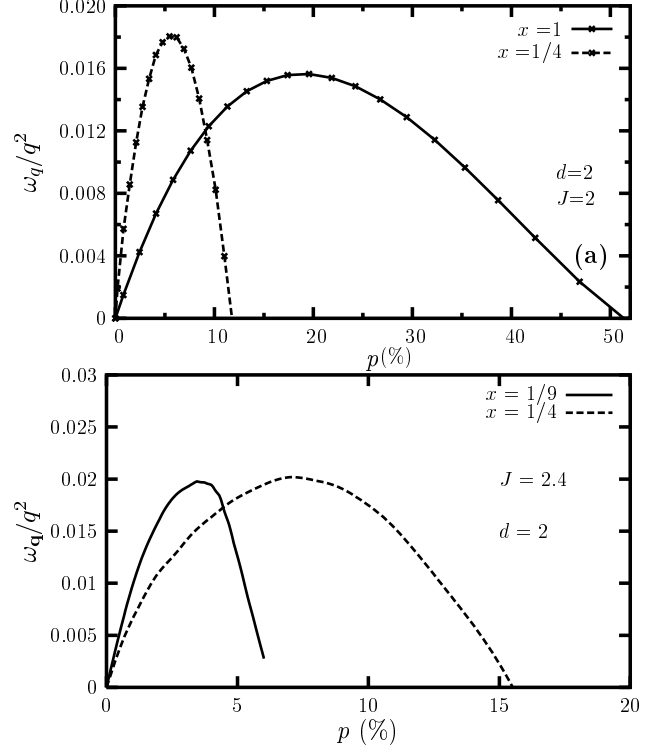 0.020
0.016
0.012
0.008
0.004
0
ω_q/q²
x =1
x =1/4
d=2
J=2
(a)
0 10 20 30 40 50
p(%)
0.03
0.025
0.02
0.015
0.01
0.005
0
ω_q/q²
x = 1/9
x = 1/4
J = 2.4
d = 2
0 5 10 15 20
p (%)